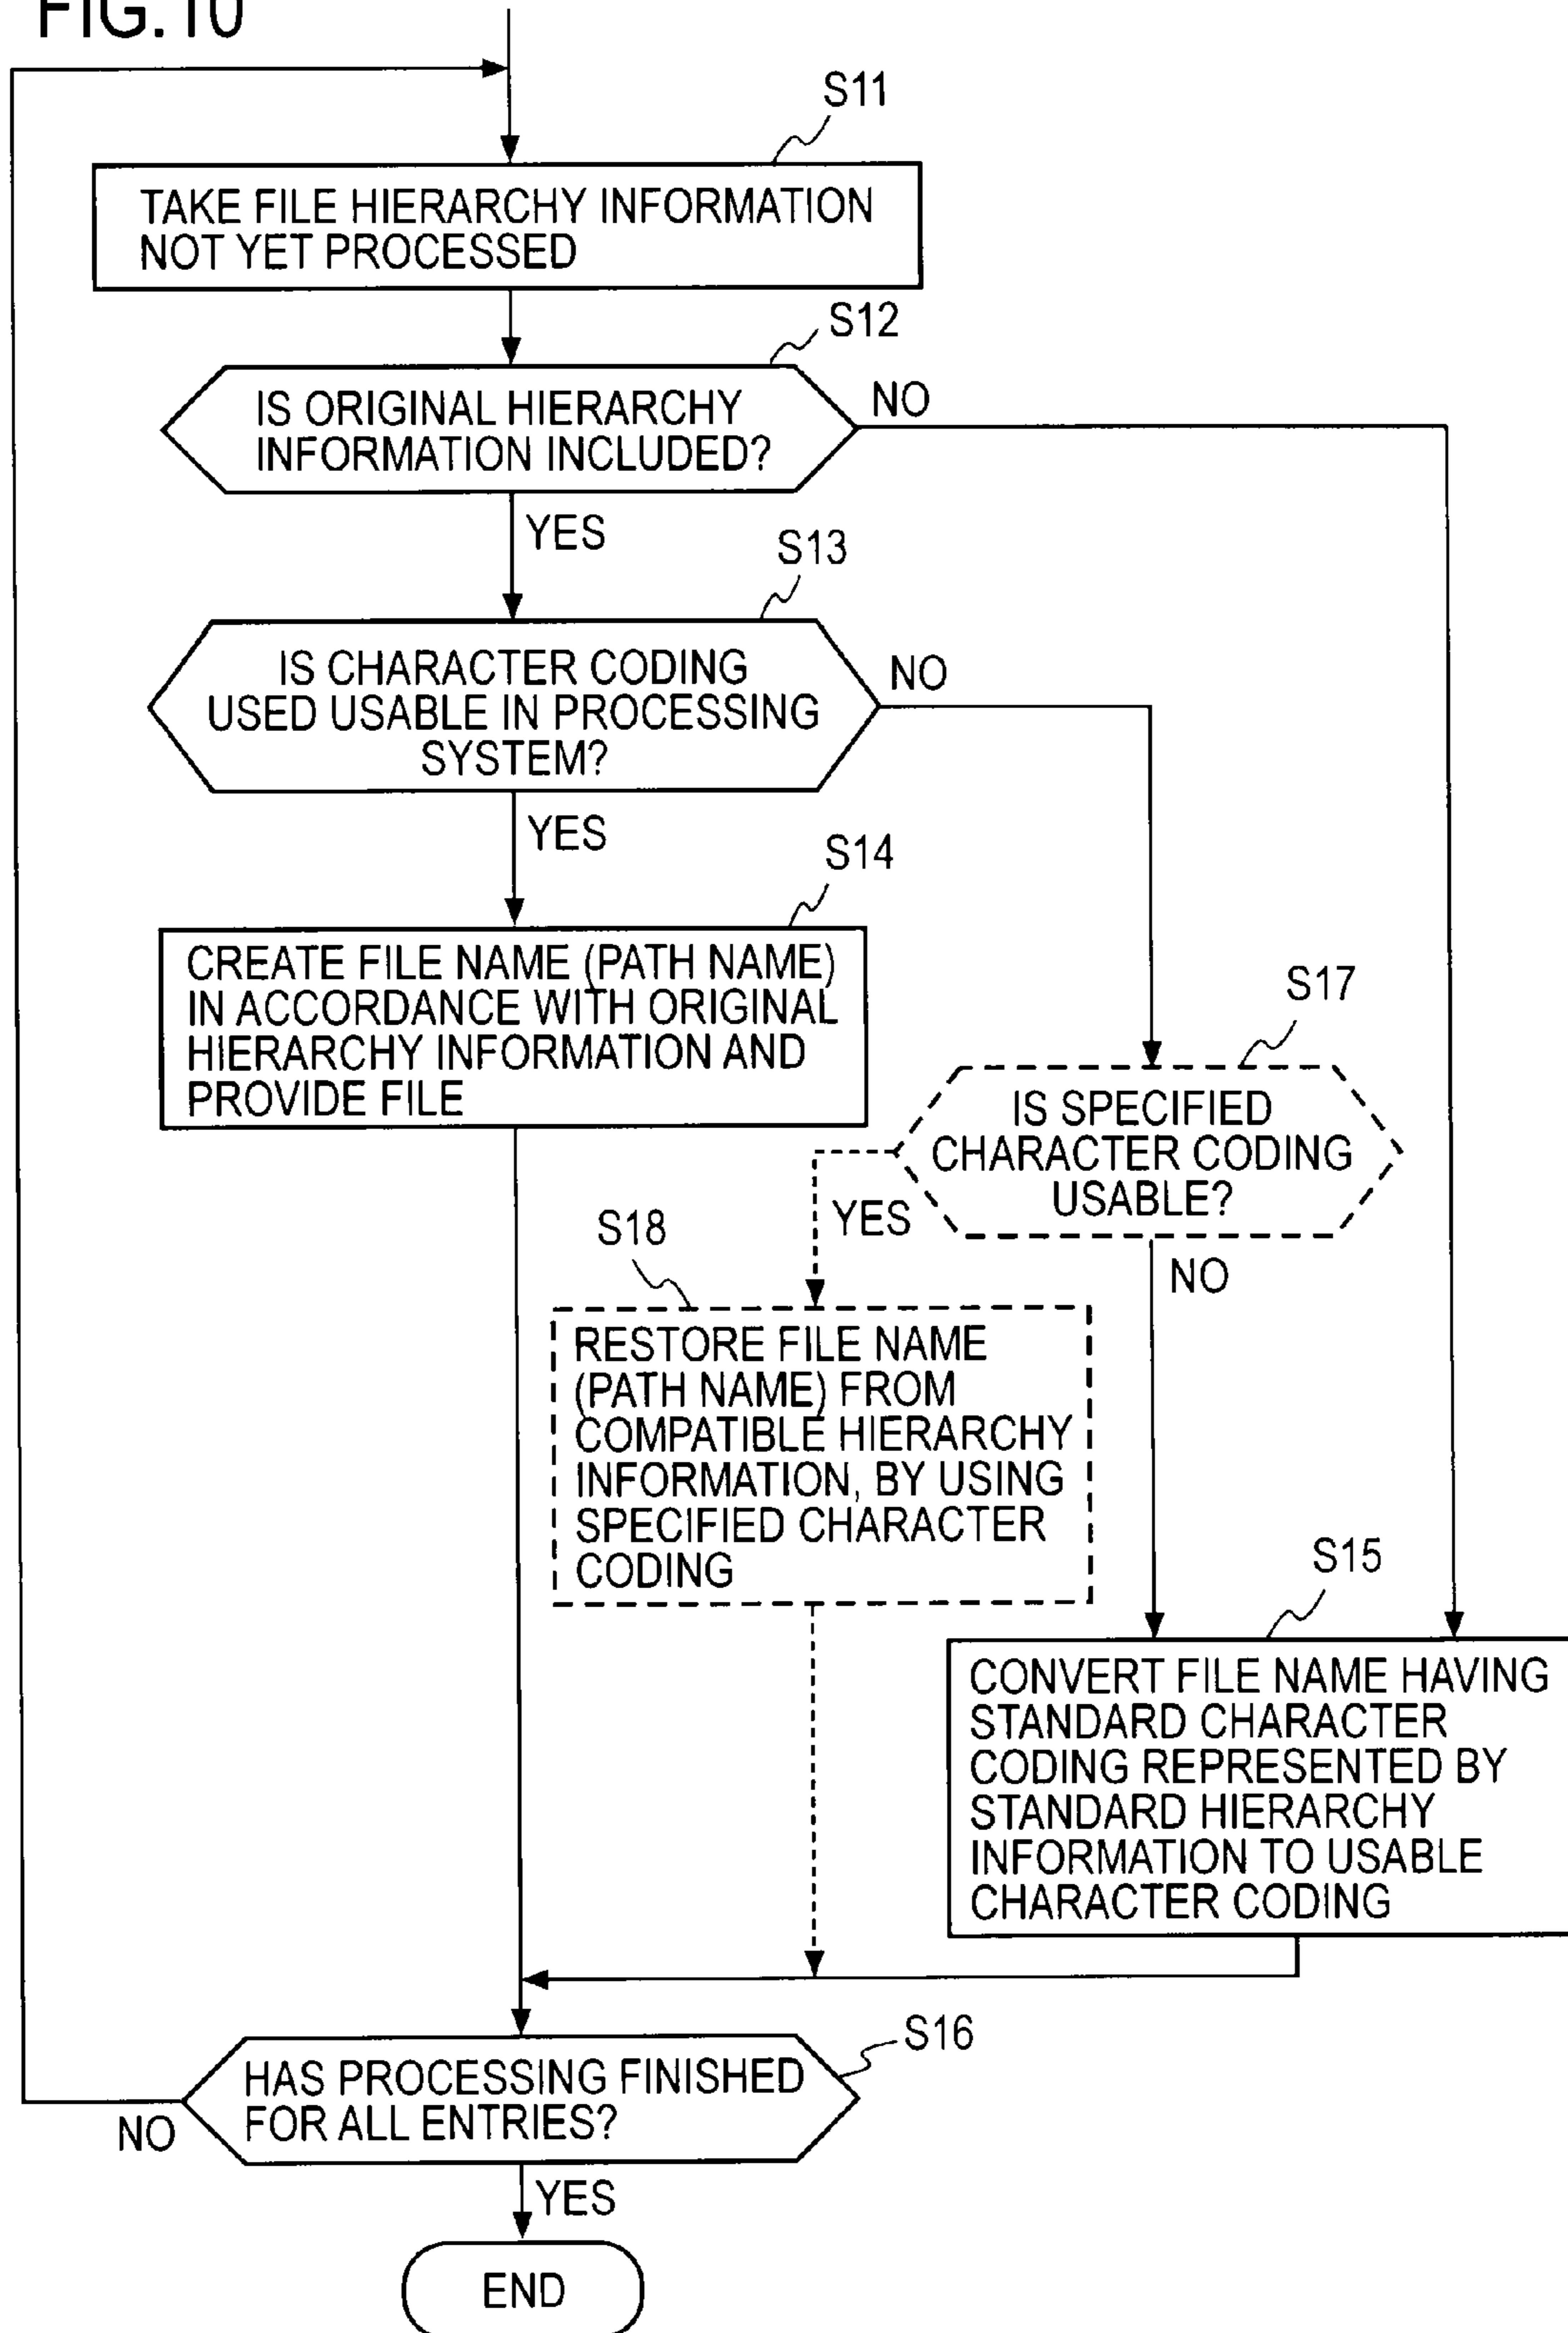 FIG. 10
S11
TAKE FILE HIERARCHY INFORMATION
NOT YET PROCESSED
S12
IS ORIGINAL HIERARCHY
INFORMATION INCLUDED?
NO
YES
S13
IS CHARACTER CODING
USED USABLE IN PROCESSING
SYSTEM?
NO
YES
S14
CREATE FILE NAME (PATH NAME)
IN ACCORDANCE WITH ORIGINAL
HIERARCHY INFORMATION AND
PROVIDE FILE
S17
IS SPECIFIED
CHARACTER CODING
USABLE?
YES
NO
S18
RESTORE FILE NAME
(PATH NAME) FROM
COMPATIBLE HIERARCHY
INFORMATION, BY USING
SPECIFIED CHARACTER
CODING
S15
CONVERT FILE NAME HAVING
STANDARD CHARACTER
CODING REPRESENTED BY
STANDARD HIERARCHY
INFORMATION TO USABLE
CHARACTER CODING
S16
HAS PROCESSING FINISHED
FOR ALL ENTRIES?
NO
YES
END